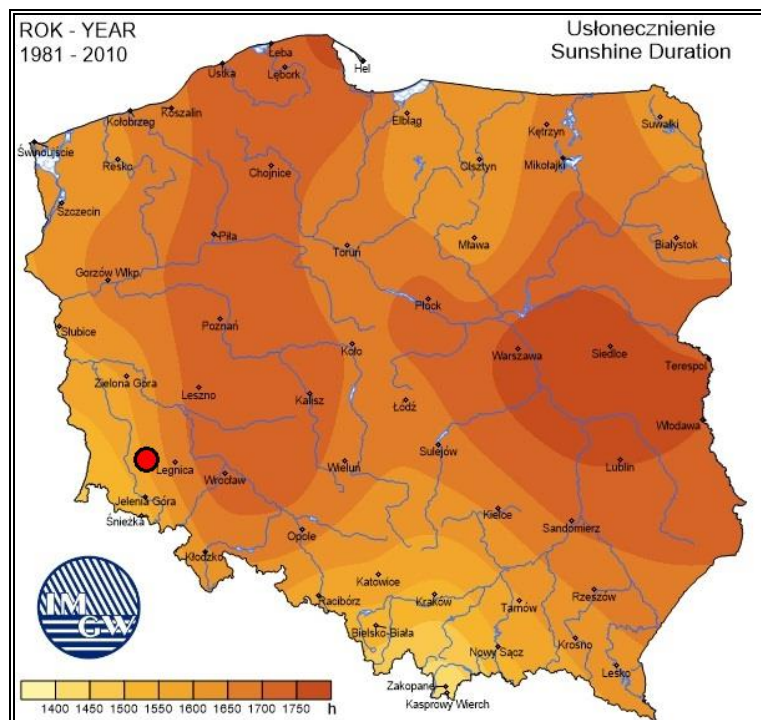 ROK - YEAR
1981 - 2010
Usłonecznienie
Sunshine Duration
Łeba
Hel
Ustka
Lębork
Koszalin
Kołobrzeg
Elbląg
Kętrzyn
Suwałki
Świnoujście
Resko
Chojnice
Olsztyn
Mikołajki
Szczecin
Piła
Toruń
Mława
Białystok
Gorzów Wlkp.
Płock
Słubice
Poznań
Koło
Warszawa
Siedlce
Terespol
Zielona Góra
Leszno
Kalisz
Łódź
Włodawa
Legnica
Wrocław
Wieluń
Sulejów
Lublin
Jelenia Góra
Śnieżka
Opole
Kielce
Sandomierz
Kłodzko
Katowice
Racibórz
Kraków
Tarnów
Rzeszów
Bielsko-Biała
Nowy Sącz
Krosno
Lesko
Zakopane
Kasprowy Wierch
IM
GW
1400 1450 1500 1600 1650 1700 1750 h